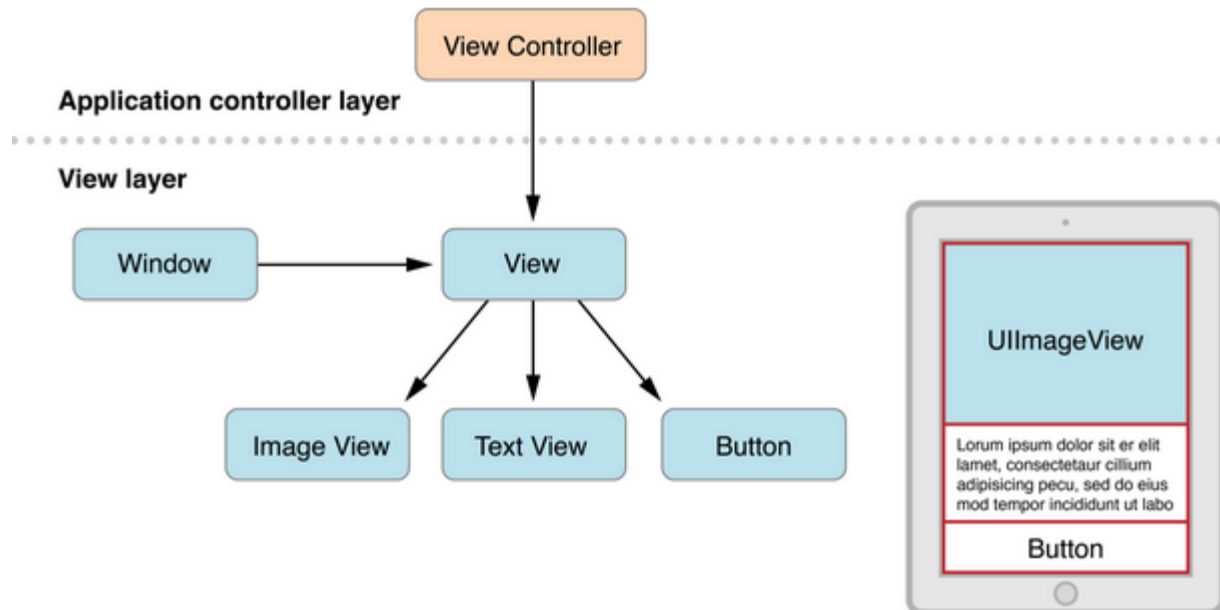 View Controller
Application controller layer
View layer
Window
View
Image View
Text View
Button
UIImageView
Lorum ipsum dolor sit er elit
lamet, consectetaur cillium
adipisicing pecu, sed do eius
mod tempor incididunt ut labo
Button